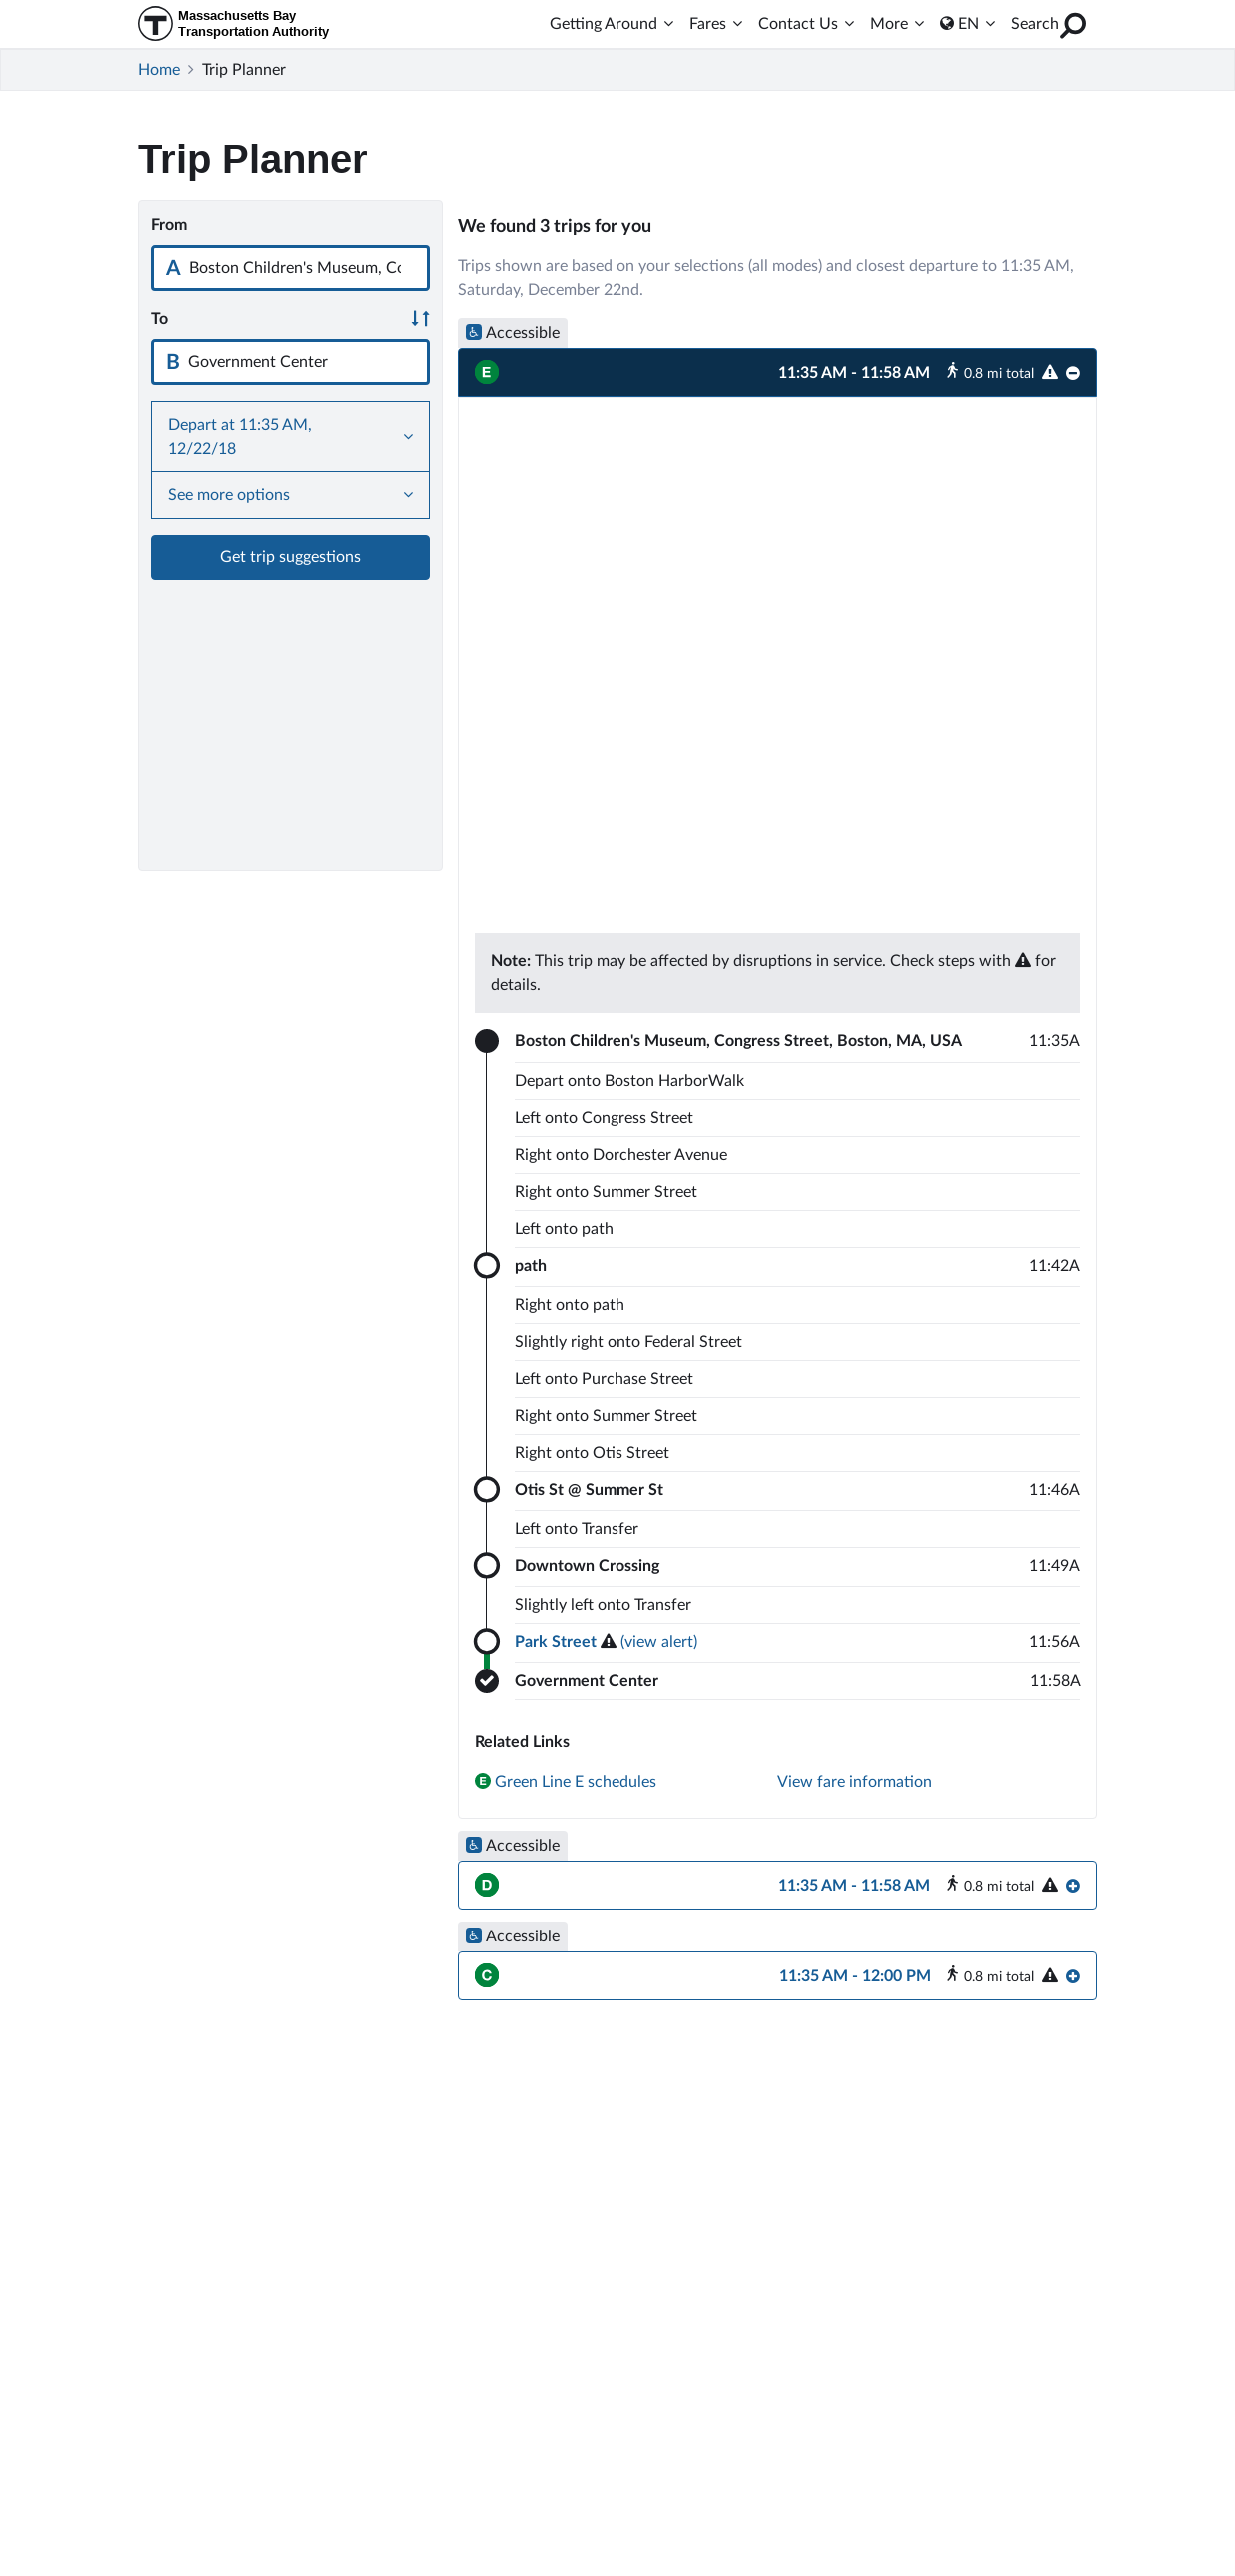 Massachusetts Bay
Transportation Authority
Getting Around Fares Contact Us More EN Search
Home > Trip Planner
Trip Planner
From
A Boston Children's Museum, Co
To
B Government Center
Depart at 11:35 AM,
12/22/18
See more options
Get trip suggestions
We found 3 trips for you
Trips shown are based on your selections (all modes) and closest departure to 11:35 AM,
Saturday, December 22nd.
Accessible
E 11:35 AM - 11:58 AM 0.8 mi total
Note: This trip may be affected by disruptions in service. Check steps with for
details.
Boston Children's Museum, Congress Street, Boston, MA, USA 11:35A
Depart onto Boston HarborWalk
Left onto Congress Street
Right onto Dorchester Avenue
Right onto Summer Street
Left onto path
path 11:42A
Right onto path
Slightly right onto Federal Street
Left onto Purchase Street
Right onto Summer Street
Right onto Otis Street
Otis St @ Summer St 11:46A
Left onto Transfer
Downtown Crossing 11:49A
Slightly left onto Transfer
Park Street (view alert) 11:56A
Government Center 11:58A
Related Links
E Green Line E schedules View fare information
Accessible
D 11:35 AM - 11:58 AM 0.8 mi total
Accessible
C 11:35 AM - 12:00 PM 0.8 mi total